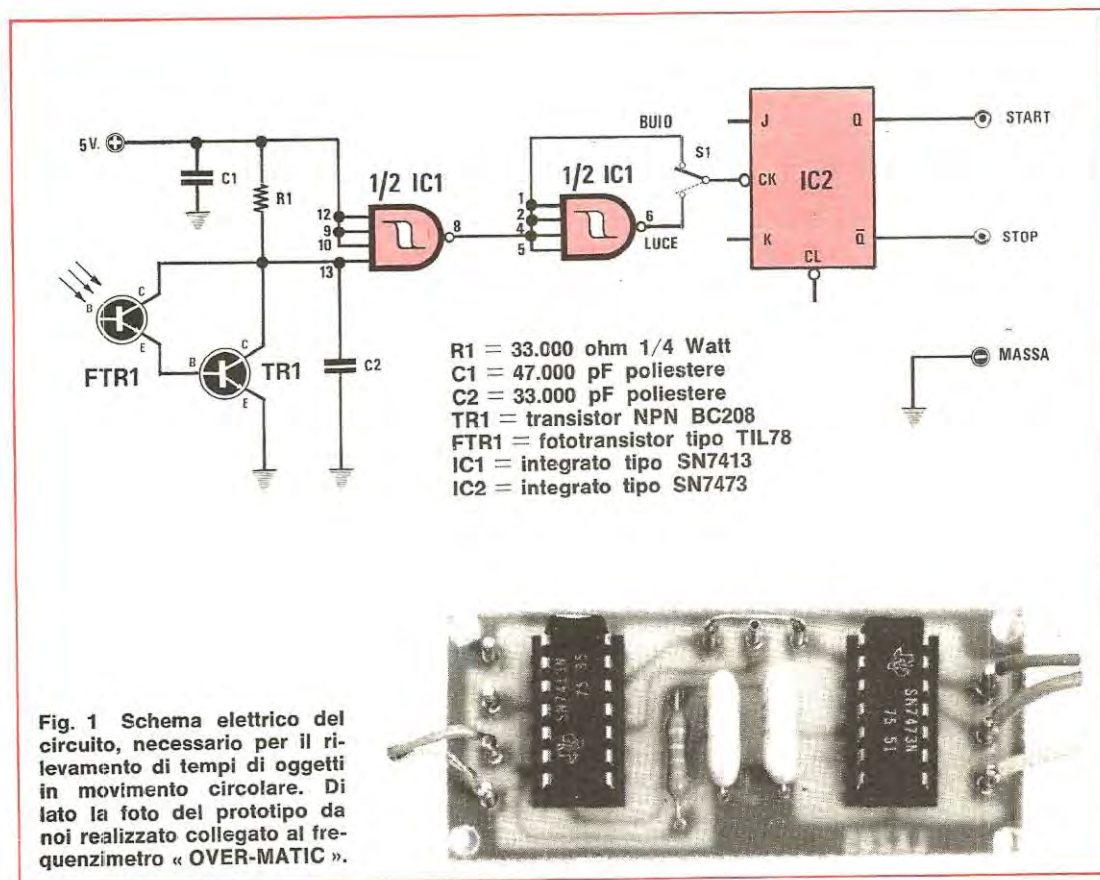 5V.
C1
R1
1/2 IC1
12
9
10
13
8
C2
B
C
E
FTR1
B
C
E
TR1
BUIO
S1
1/2 IC1
1
2
4
5
6
LUCE
J
Q
CK
IC2
K
Q̅
CL
START
STOP
MASSA
R1 = 33.000 ohm 1/4 Watt
C1 = 47.000 pF poliestere
C2 = 33.000 pF poliestere
TR1 = transistor NPN BC208
FTR1 = fototransistor tipo TIL78
IC1 = integrato tipo SN7413
IC2 = integrato tipo SN7473
SN7413N
75 35
SN7473N
75 51
Fig. 1 Schema elettrico del
circuito, necessario per il ri-
levamento di tempi di oggetti
in movimento circolare. Di
lato la foto del prototipo da
noi realizzato collegato al fre-
quenzimetro « OVER-MATIC ».